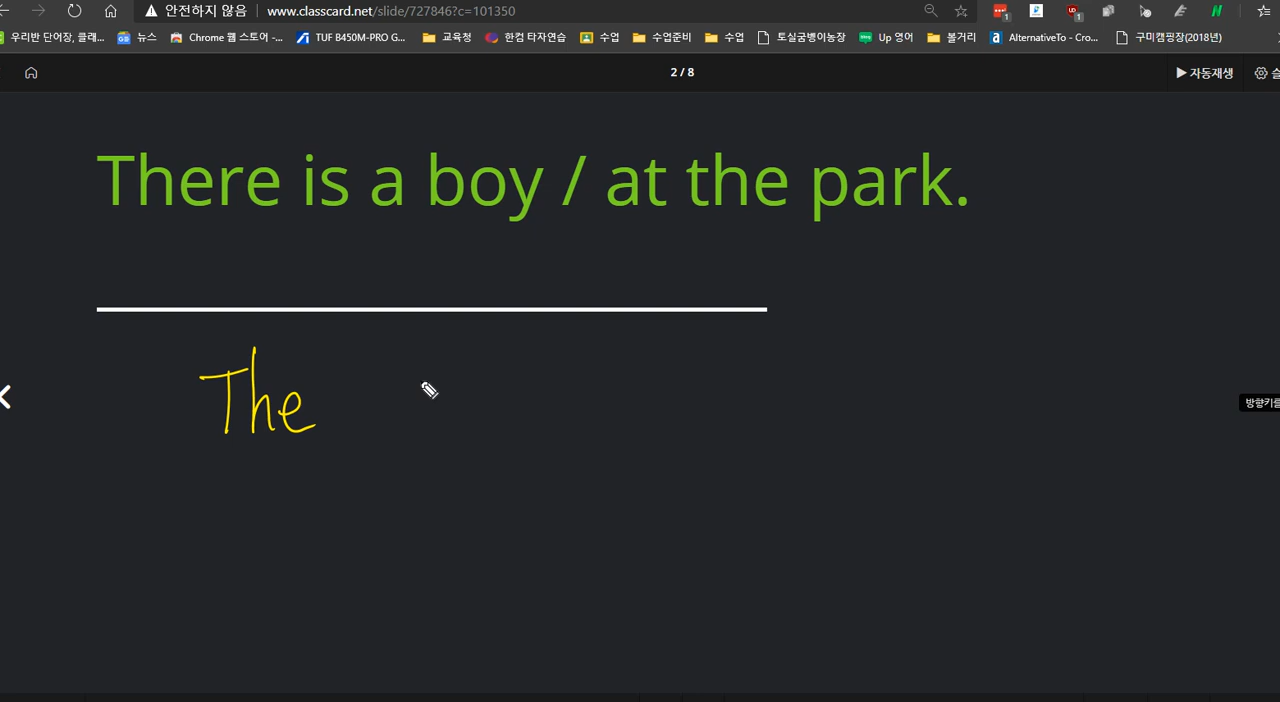 안전하지 않음 www.classcard.net/slide/727846?c=101350
우리반 단어장, 클래... 뉴스 Chrome 웹 스토어 -... TUF B450M-PRO G... 교육청 한컴 타자연습 수업 수업준비 수업 토실굼벵이농장 Up 영어 볼거리 AlternativeTo - Cro... 구미캠핑장(2018년)
2 / 8 ▶ 자동재생 슬
There is a boy / at the park.
The
방향키를